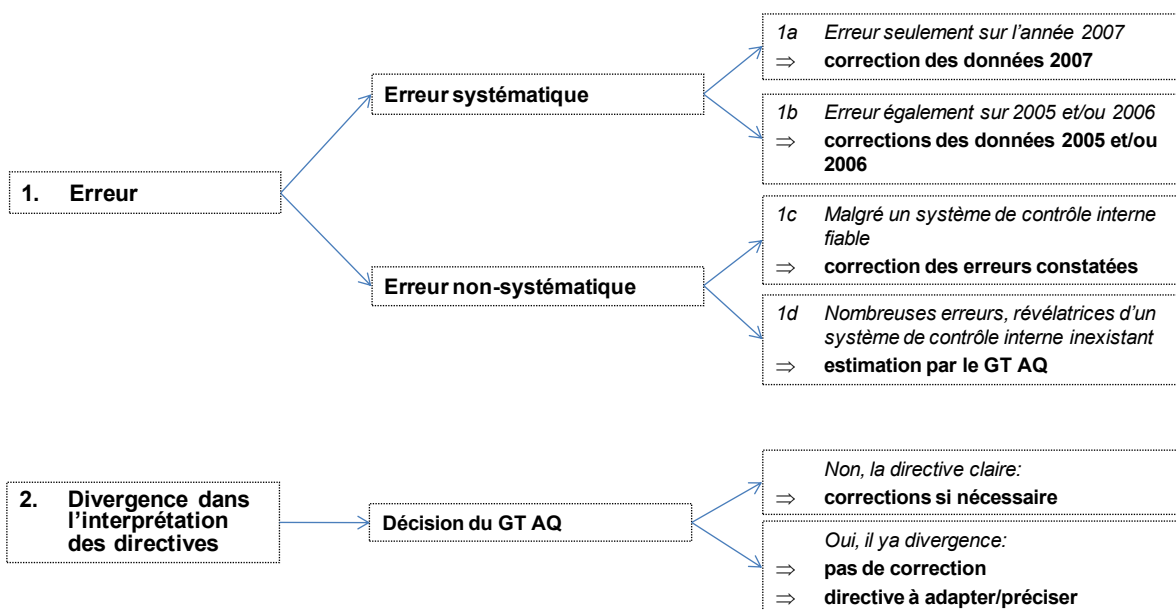 1. Erreur
Erreur systématique
1a Erreur seulement sur l'année 2007
⇒ correction des données 2007
1b Erreur également sur 2005 et/ou 2006
⇒ corrections des données 2005 et/ou
2006
Erreur non-systématique
1c Malgré un système de contrôle interne
fiable
⇒ correction des erreurs constatées
1d Nombreuses erreurs, révélatrices d'un
système de contrôle interne inexistant
⇒ estimation par le GT AQ
2. Divergence dans
l'interprétation
des directives
Décision du GT AQ
Non, la directive claire:
⇒ corrections si nécessaire
Oui, il ya divergence:
⇒ pas de correction
⇒ directive à adapter/préciser